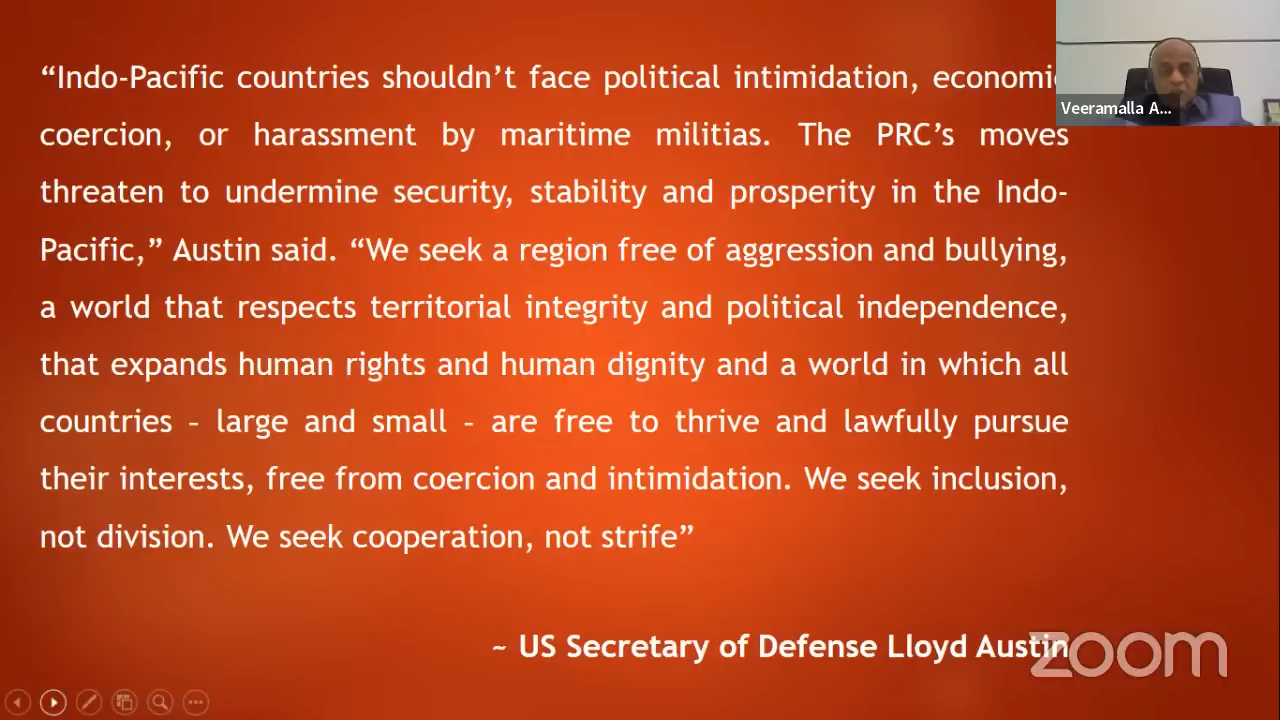 “Indo-Pacific countries shouldn’t face political intimidation, economic
coercion, or harassment by maritime militias. The PRC’s moves
threaten to undermine security, stability and prosperity in the Indo-
Pacific,” Austin said. “We seek a region free of aggression and bullying,
a world that respects territorial integrity and political independence,
that expands human rights and human dignity and a world in which all
countries – large and small – are free to thrive and lawfully pursue
their interests, free from coercion and intimidation. We seek inclusion,
not division. We seek cooperation, not strife”
~ US Secretary of Defense Lloyd Austin
Veeramalla A...
zoom